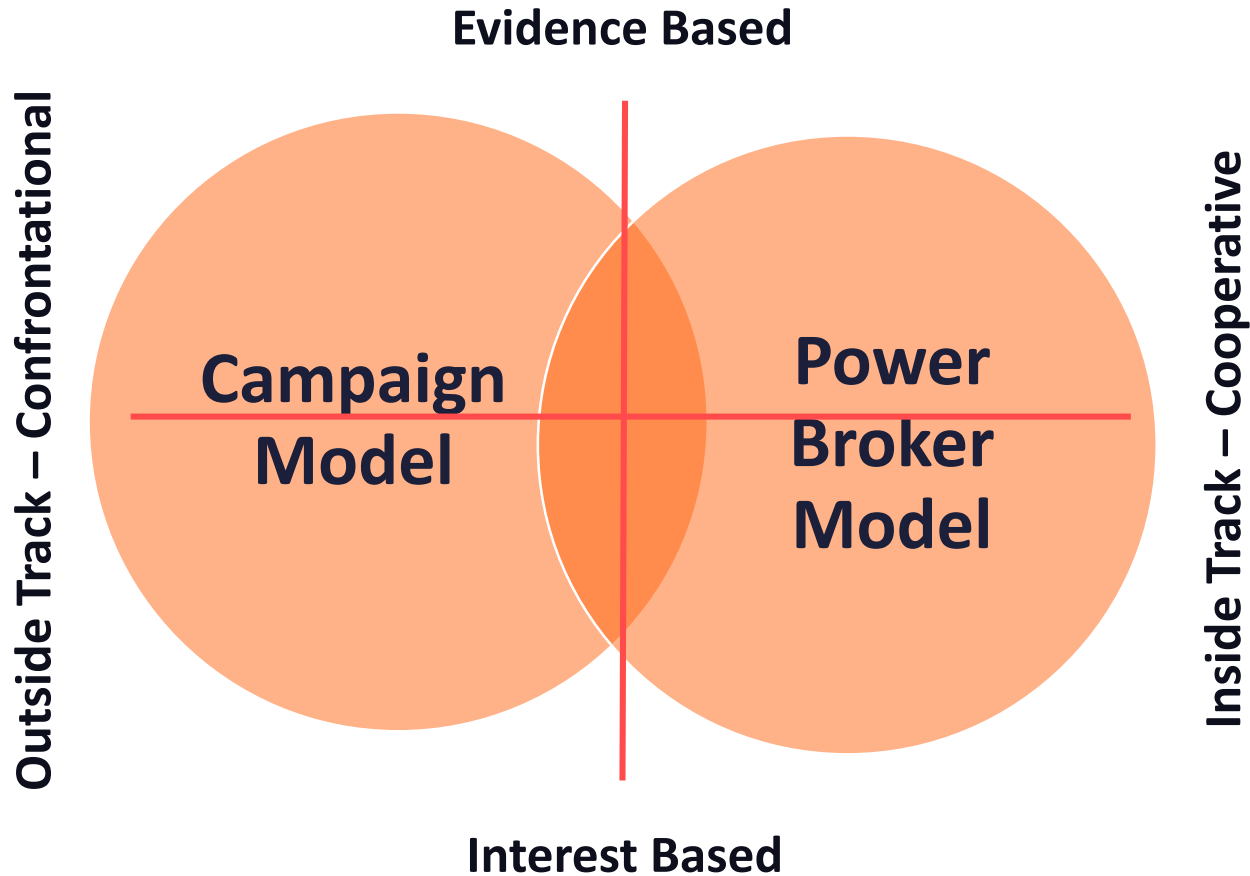 Evidence Based
Outside Track – Confrontational
Campaign
Model
Power
Broker
Model
Inside Track – Cooperative
Interest Based